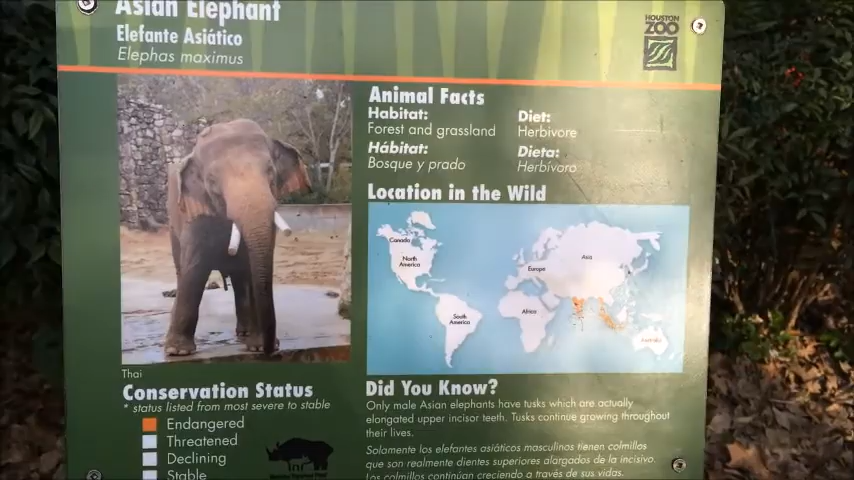 Asian Elephant
Elefante Asiático
Elephas maximus
HOUSTON
ZOO
Animal Facts
Habitat:
Forest and grassland
Hábitat:
Bosque y prado
Diet:
Herbivore
Dieta:
Herbívoro
Location in the Wild
Canada
North
America
South
America
Europe
Asia
Africa
Australia
Thai
Conservation Status
* status listed from most severe to stable
Endangered
Threatened
Declining
Stable
Did You Know?
Only male Asian elephants have tusks which are actually
elongated upper incisor teeth. Tusks continue growing throughout
their lives.
Solamente los elefantes asiáticos masculinos tienen colmillos
que son realmente dientes superiores alargados de la incisivo.
Los colmillos continúan creciendo a través de sus vidas.